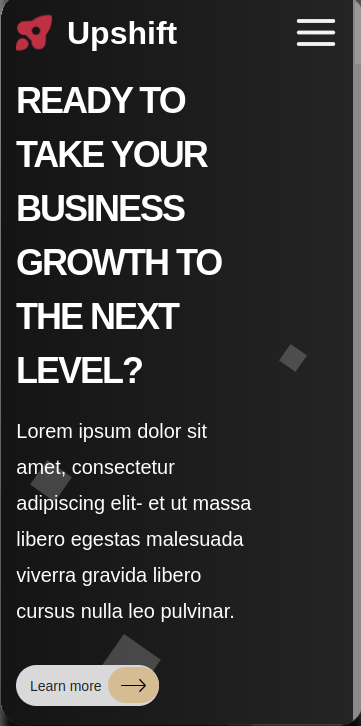 Upshift
READY TO
TAKE YOUR
BUSINESS
GROWTH TO
THE NEXT
LEVEL?
Lorem ipsum dolor sit
amet, consectetur
adipiscing elit- et ut massa
libero egestas malesuada
viverra gravida libero
cursus nulla leo pulvinar.
Learn more